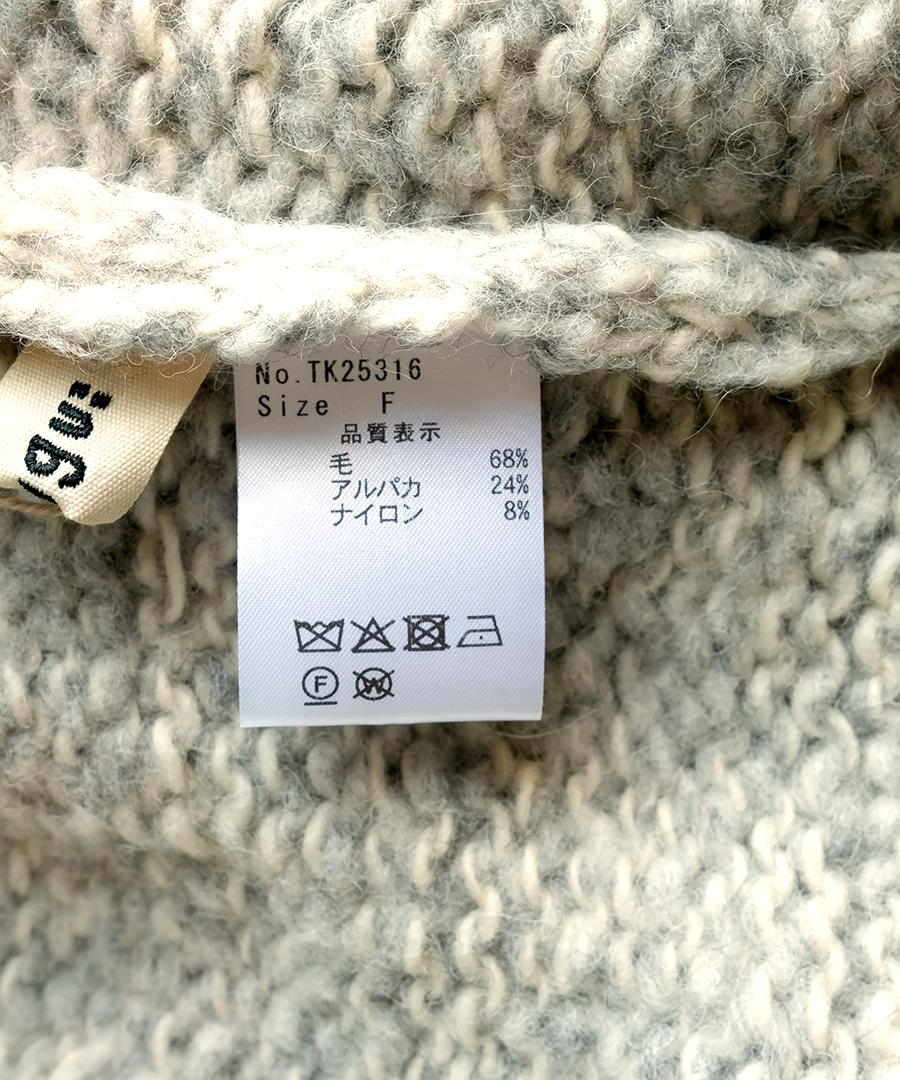 No.TK25316
Size F
品質表示
毛 68%
アルパカ 24%
ナイロン 8%
F
W